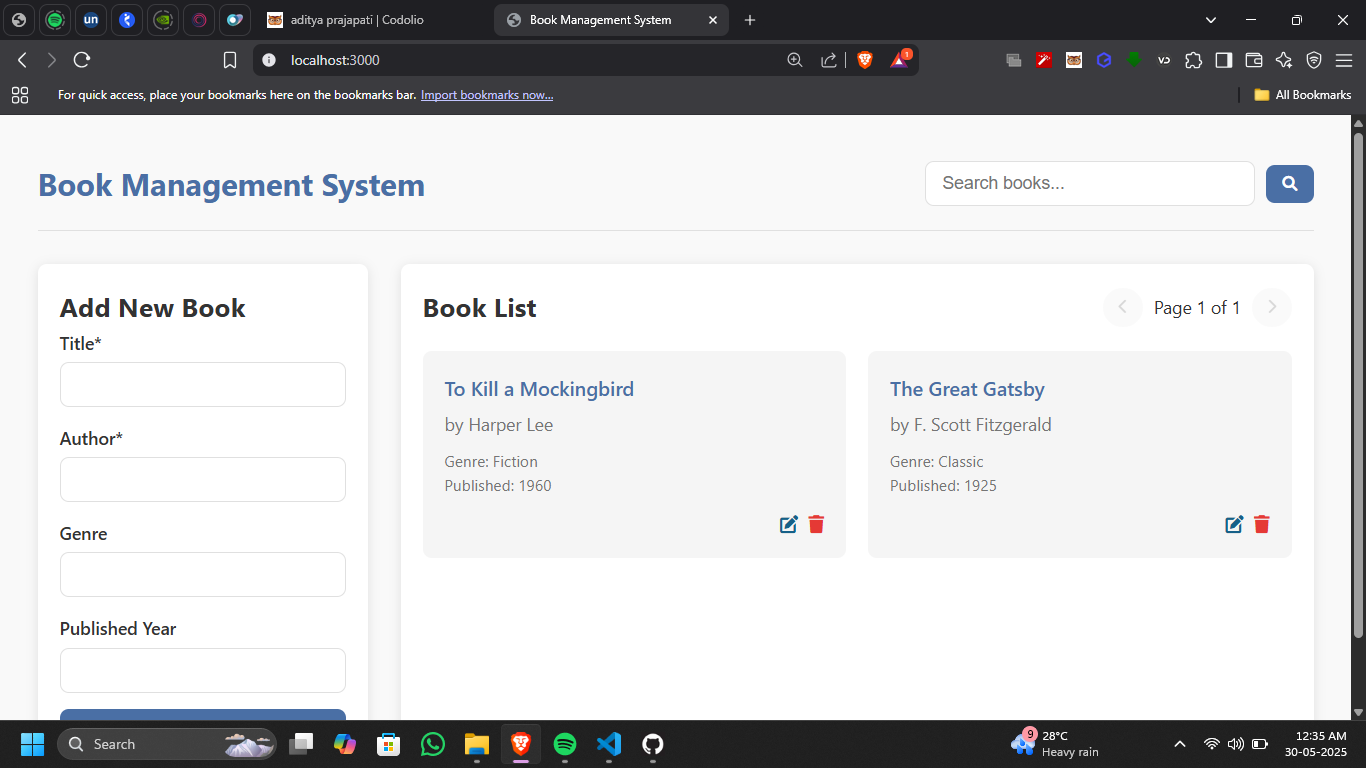 un
aditya prajapati | Codolio
Book Management System
localhost:3000
1
VD
For quick access, place your bookmarks here on the bookmarks bar. Import bookmarks now...
All Bookmarks
Book Management System
Search books...
Add New Book
Title*
Author*
Genre
Published Year
Book List
Page 1 of 1
To Kill a Mockingbird
by Harper Lee
Genre: Fiction
Published: 1960
The Great Gatsby
by F. Scott Fitzgerald
Genre: Classic
Published: 1925
Search
9
28°C
Heavy rain
12:35 AM
30-05-2025